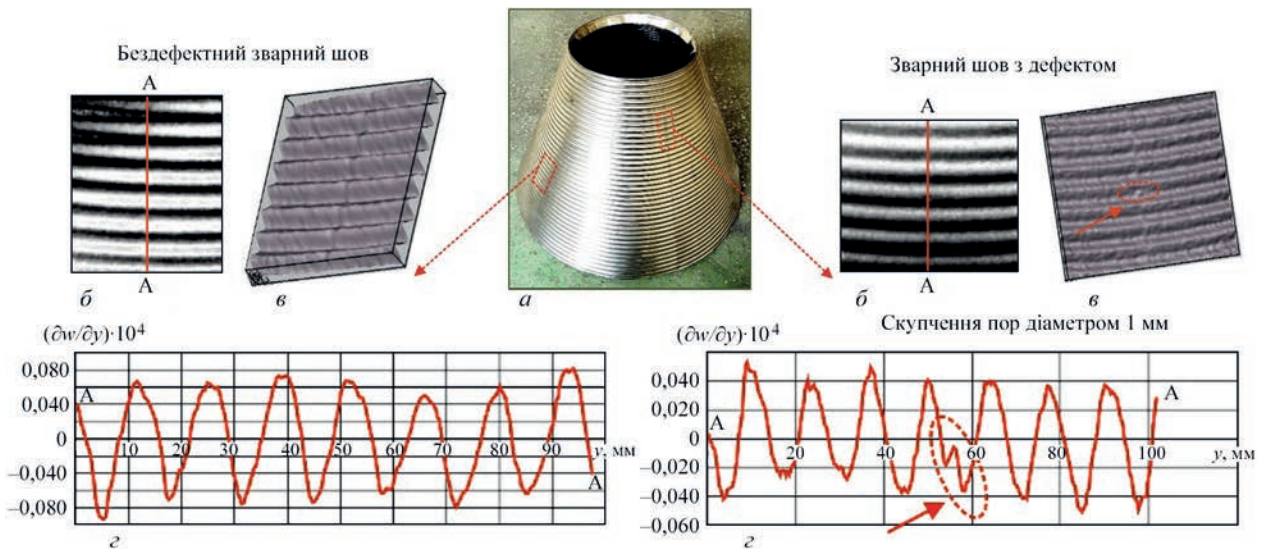 Бездефектний зварний шов
А
А
б
в
а
Зварний шов з дефектом
А
А
б
в
(∂w/∂y)·10⁴
0,080
0,040
0
–0,040
–0,080
А
10 20 30 40 50 60 70 80 90 y, мм
А
г
Скупчення пор діаметром 1 мм
(∂w/∂y)·10⁴
0,040
0,020
0
–0,020
–0,040
–0,060
А
20 40 60 80 100 y, мм
А
г